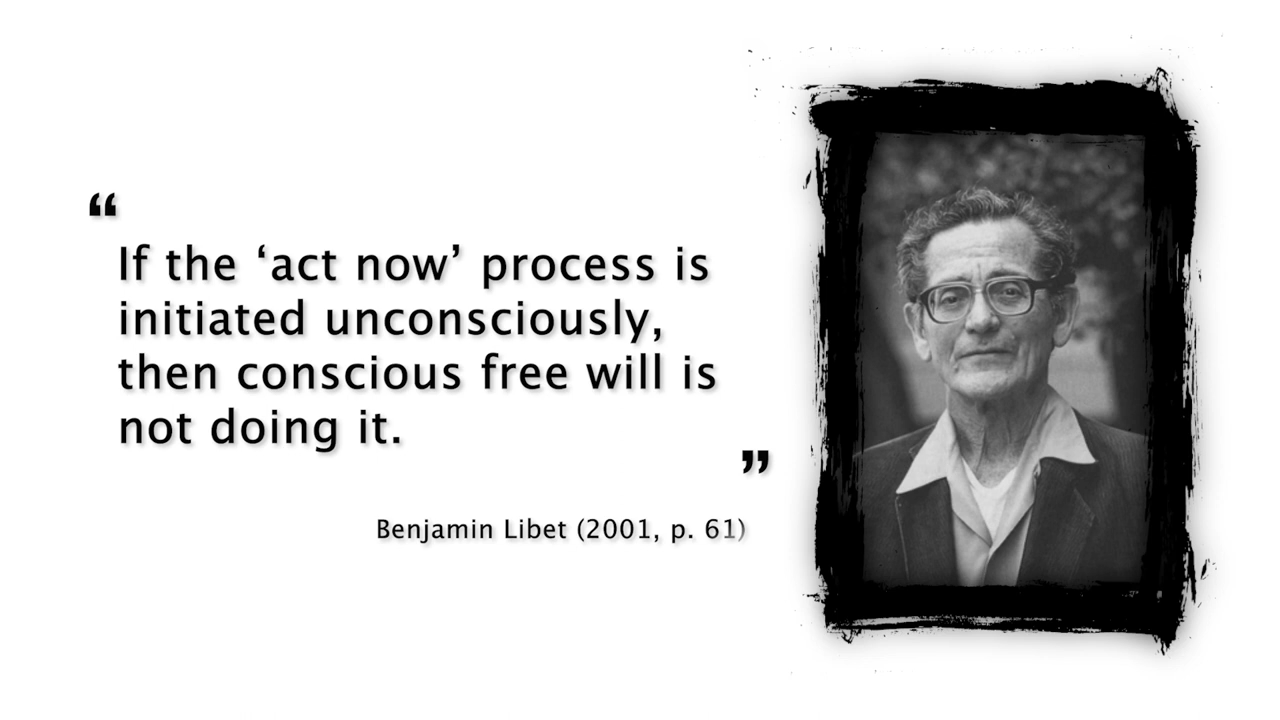 “
If the ‘act now’ process is
initiated unconsciously,
then conscious free will is
not doing it.
”
Benjamin Libet (2001, p. 61)